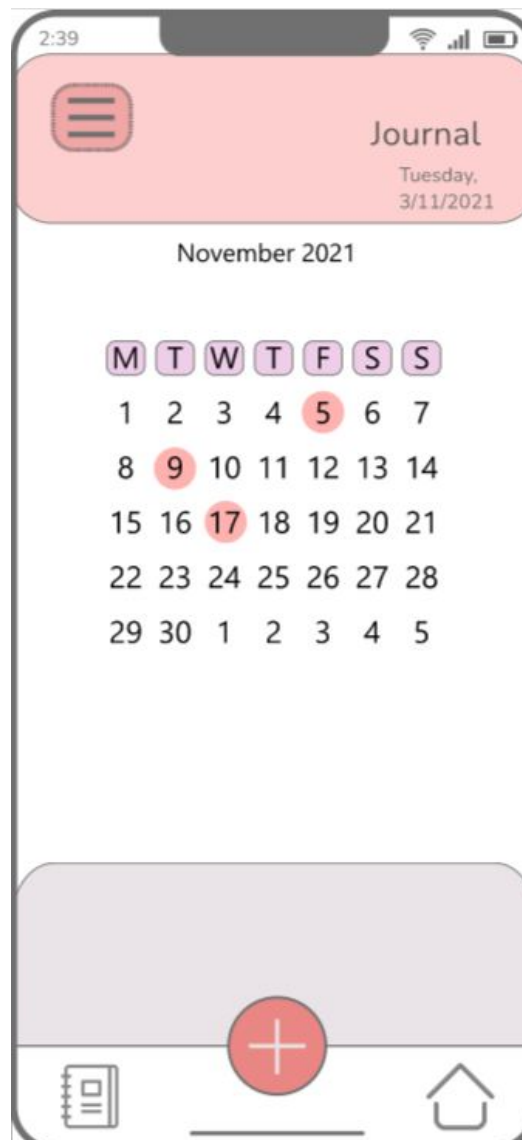 2:39
Journal
Tuesday,
3/11/2021
November 2021
M T W T F S S
1 2 3 4 5 6 7
8 9 10 11 12 13 14
15 16 17 18 19 20 21
22 23 24 25 26 27 28
29 30 1 2 3 4 5